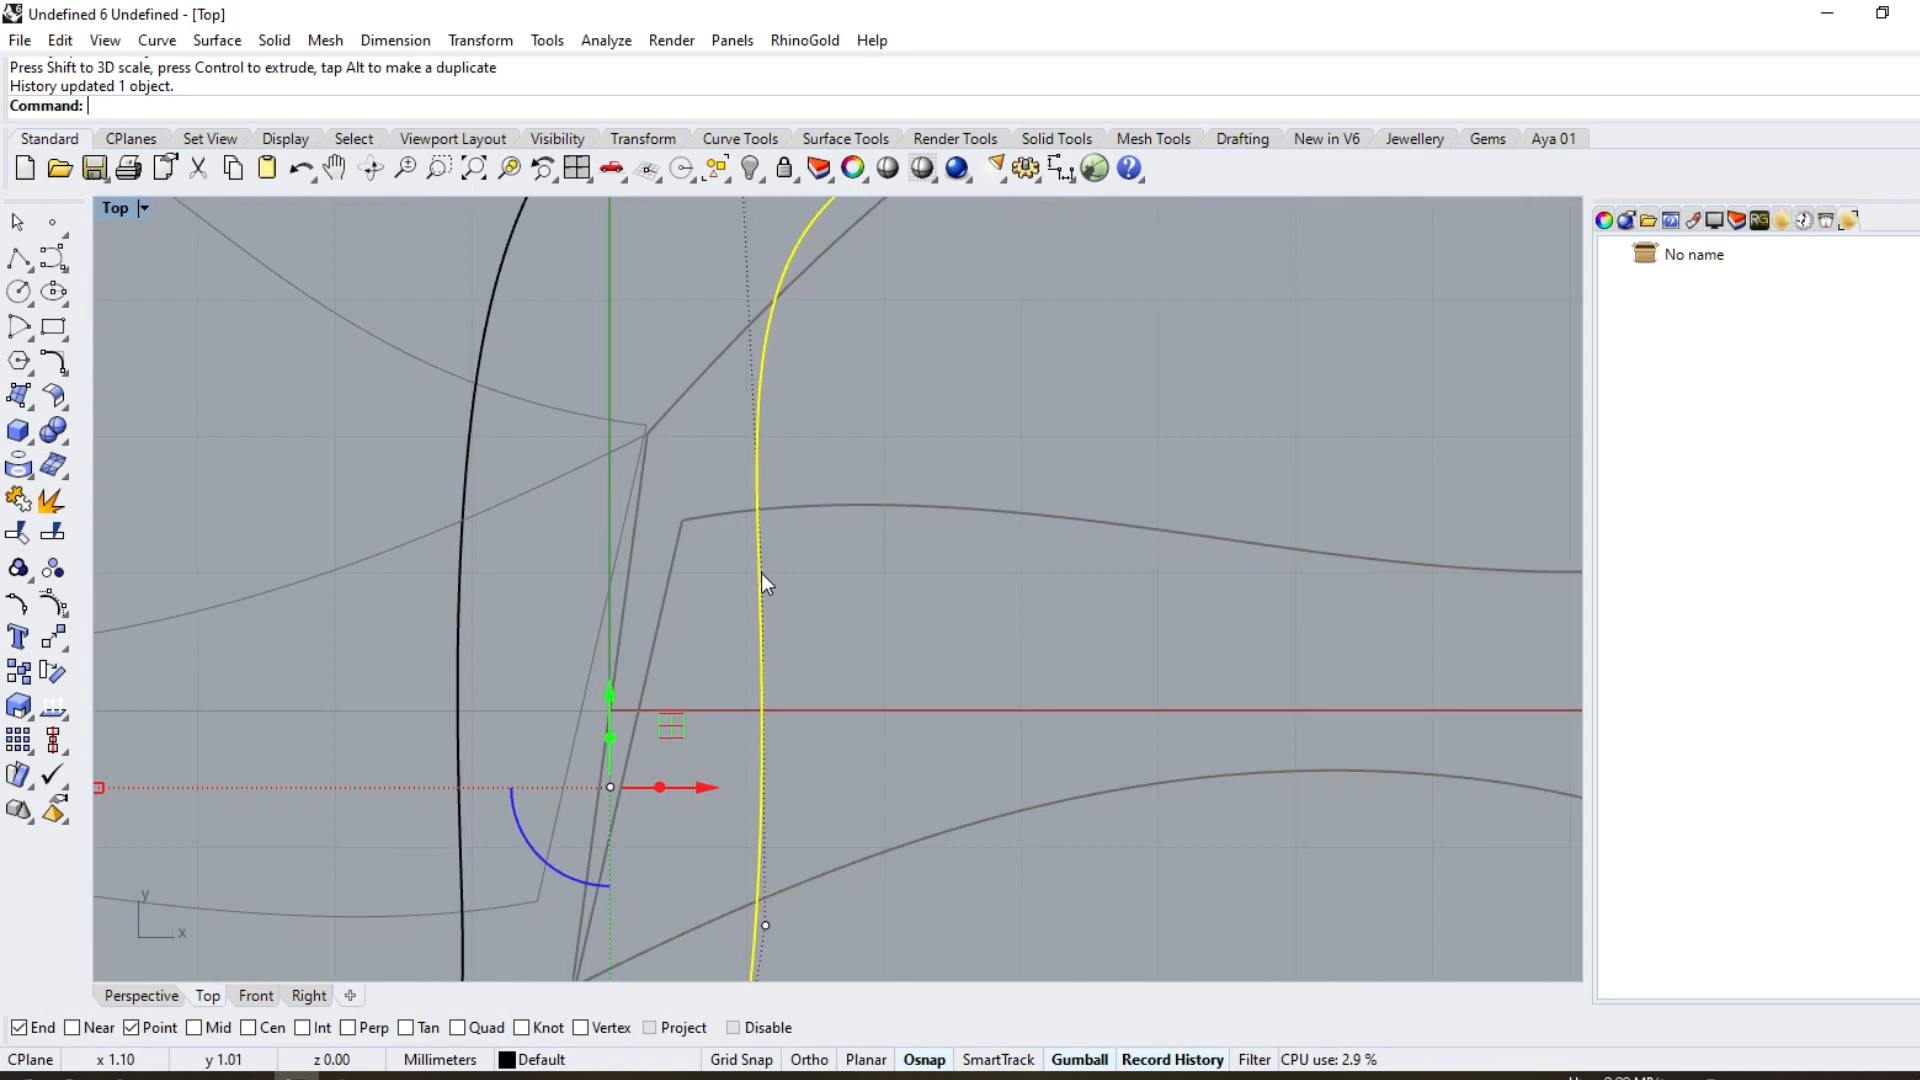 Undefined 6 Undefined - [Top]
File Edit View Curve Surface Solid Mesh Dimension Transform Tools Analyze Render Panels RhinoGold Help
Press Shift to 3D scale, press Control to extrude, tap Alt to make a duplicate
History updated 1 object.
Command:
Standard CPlanes Set View Display Select Viewport Layout Visibility Transform Curve Tools Surface Tools Render Tools Solid Tools Mesh Tools Drafting New in V6 Jewellery Gems Aya 01
Top
RG
No name
y
x
Perspective Top Front Right
End Near Point Mid Cen Int Perp Tan Quad Knot Vertex Project Disable
CPlane x 1.10 y 1.01 z 0.00 Millimeters Default Grid Snap Ortho Planar Osnap SmartTrack Gumball Record History Filter CPU use: 2.9 %